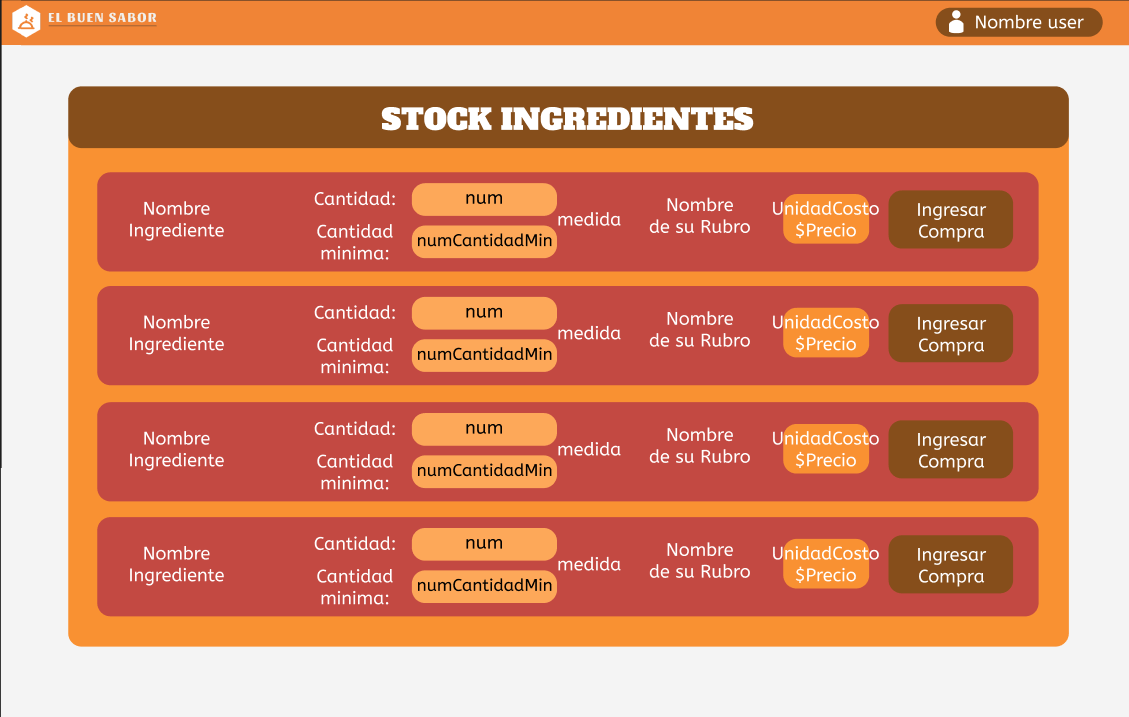 EL BUEN SABOR
Nombre user
STOCK INGREDIENTES
Nombre
Ingrediente
Cantidad:
num
Cantidad
minima:
numCantidadMin
medida
Nombre
de su Rubro
UnidadCosto
$Precio
Ingresar
Compra
Nombre
Ingrediente
Cantidad:
num
Cantidad
minima:
numCantidadMin
medida
Nombre
de su Rubro
UnidadCosto
$Precio
Ingresar
Compra
Nombre
Ingrediente
Cantidad:
num
Cantidad
minima:
numCantidadMin
medida
Nombre
de su Rubro
UnidadCosto
$Precio
Ingresar
Compra
Nombre
Ingrediente
Cantidad:
num
Cantidad
minima:
numCantidadMin
medida
Nombre
de su Rubro
UnidadCosto
$Precio
Ingresar
Compra